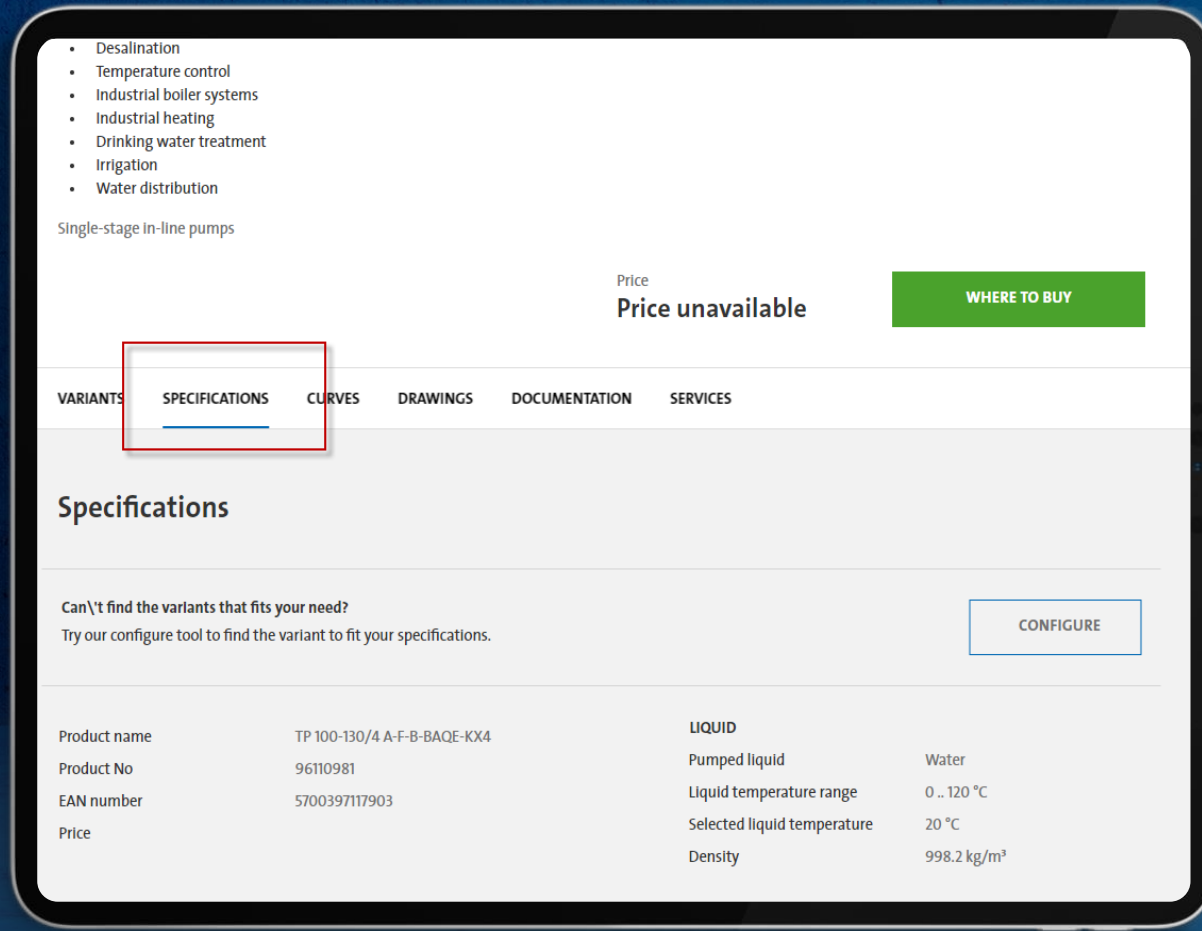 Desalination
Temperature control
Industrial boiler systems
Industrial heating
Drinking water treatment
Irrigation
Water distribution
Single-stage in-line pumps
Price
Price unavailable
WHERE TO BUY
VARIANTS SPECIFICATIONS CURVES DRAWINGS DOCUMENTATION SERVICES
Specifications
Can\'t find the variants that fits your need?
Try our configure tool to find the variant to fit your specifications.
CONFIGURE
Product name TP 100-130/4 A-F-B-BAQE-KX4
Product No 96110981
EAN number 5700397117903
Price
LIQUID
Pumped liquid Water
Liquid temperature range 0 .. 120 °C
Selected liquid temperature 20 °C
Density 998.2 kg/m³